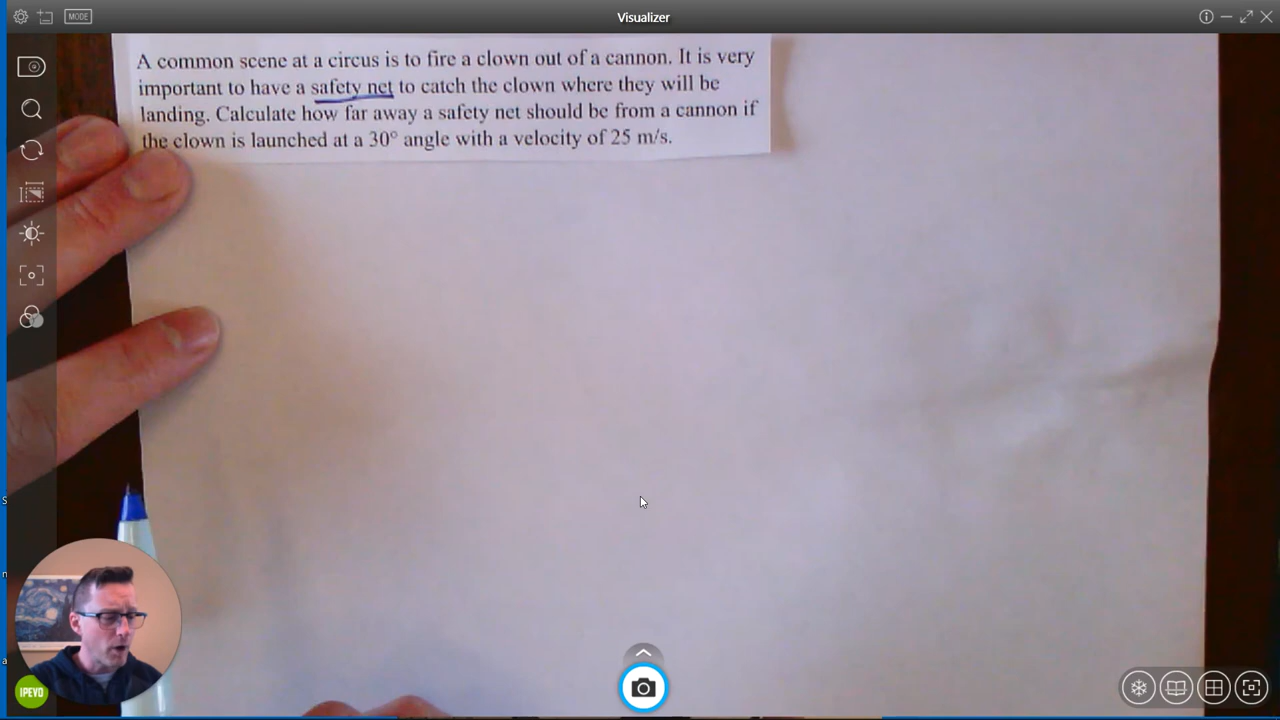 MODE
Visualizer
A common scene at a circus is to fire a clown out of a cannon. It is very
important to have a safety net to catch the clown where they will be
landing. Calculate how far away a safety net should be from a cannon if
the clown is launched at a 30° angle with a velocity of 25 m/s.
IPEVO